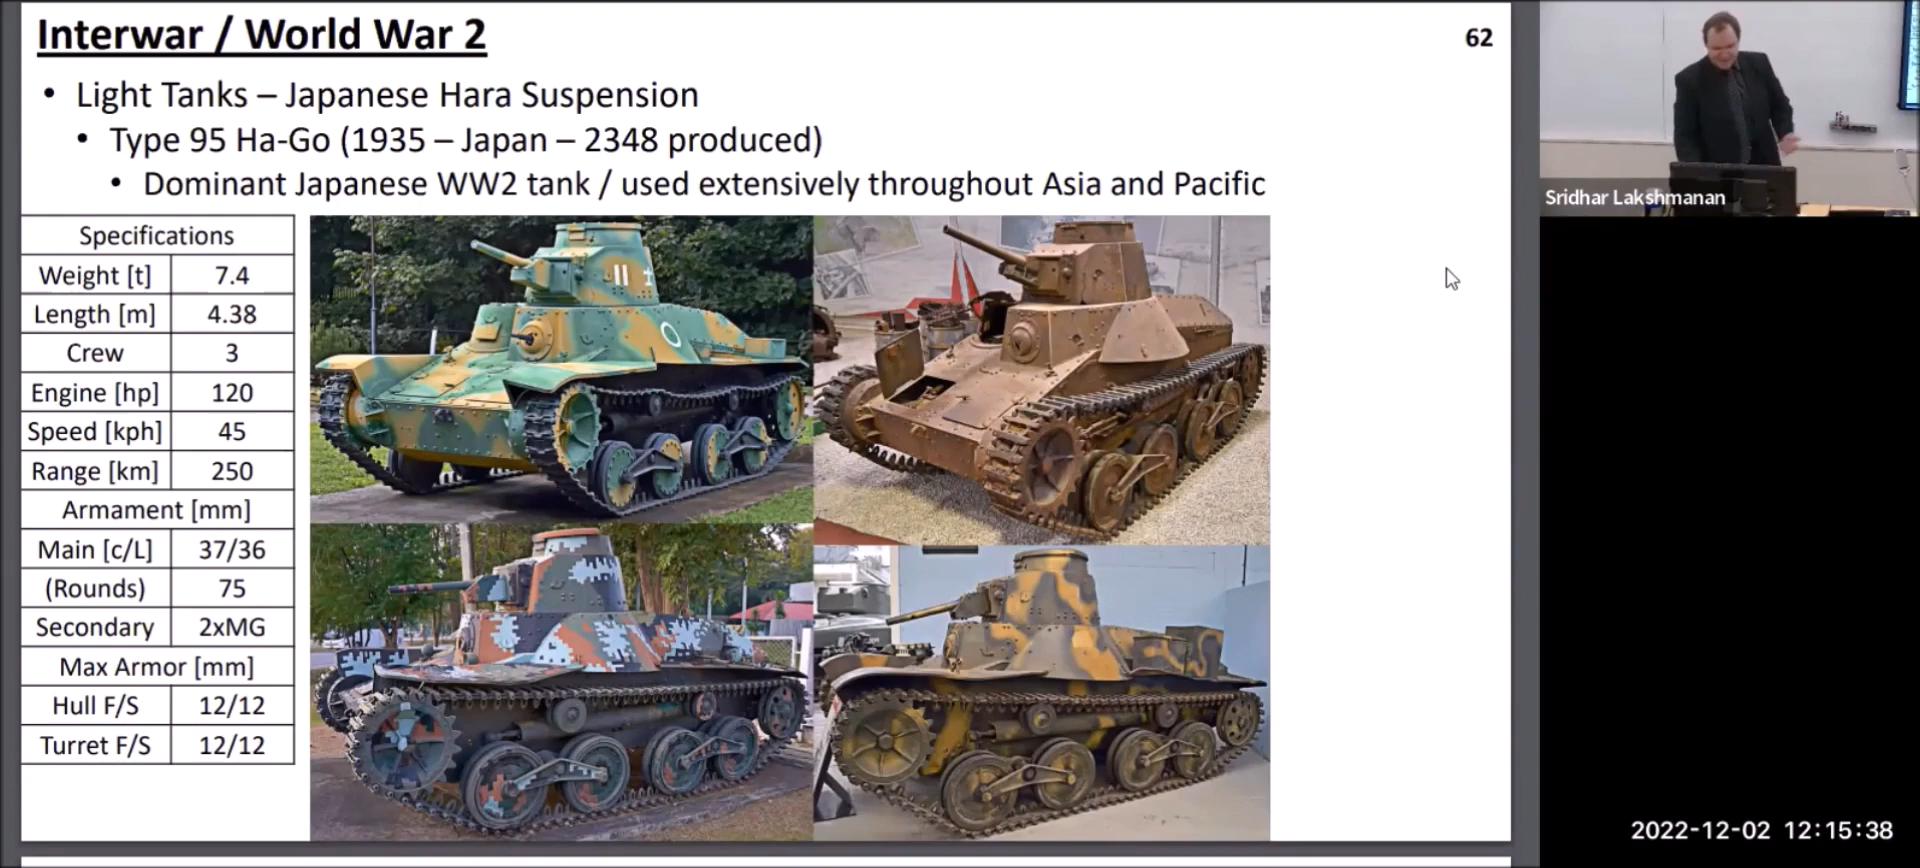 Interwar / World War 2
62
• Light Tanks – Japanese Hara Suspension
• Type 95 Ha-Go (1935 – Japan – 2348 produced)
• Dominant Japanese WW2 tank / used extensively throughout Asia and Pacific
Specifications
Weight [t] 7.4
Length [m] 4.38
Crew 3
Engine [hp] 120
Speed [kph] 45
Range [km] 250
Armament [mm]
Main [c/L] 37/36
(Rounds) 75
Secondary 2xMG
Max Armor [mm]
Hull F/S 12/12
Turret F/S 12/12
Sridhar Lakshmanan
2022-12-02 12:15:38